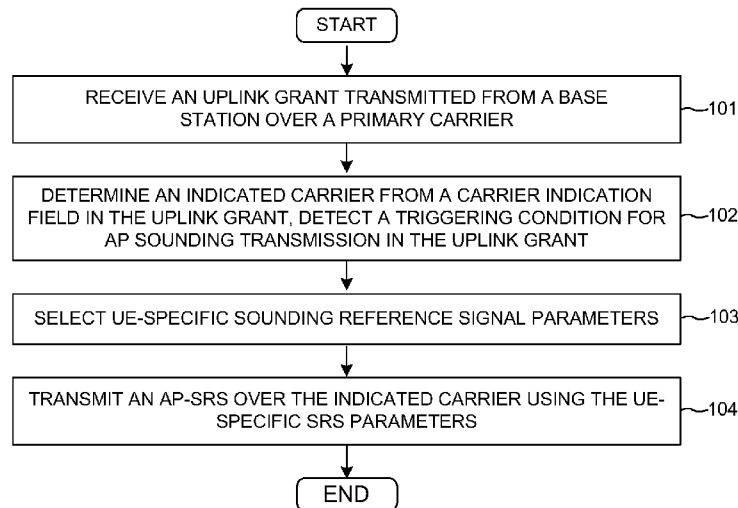 START
RECEIVE AN UPLINK GRANT TRANSMITTED FROM A BASE
STATION OVER A PRIMARY CARRIER
101
DETERMINE AN INDICATED CARRIER FROM A CARRIER INDICATION
FIELD IN THE UPLINK GRANT, DETECT A TRIGGERING CONDITION FOR
AP SOUNDING TRANSMISSION IN THE UPLINK GRANT
102
SELECT UE-SPECIFIC SOUNDING REFERENCE SIGNAL PARAMETERS
103
TRANSMIT AN AP-SRS OVER THE INDICATED CARRIER USING THE UE-
SPECIFIC SRS PARAMETERS
104
END